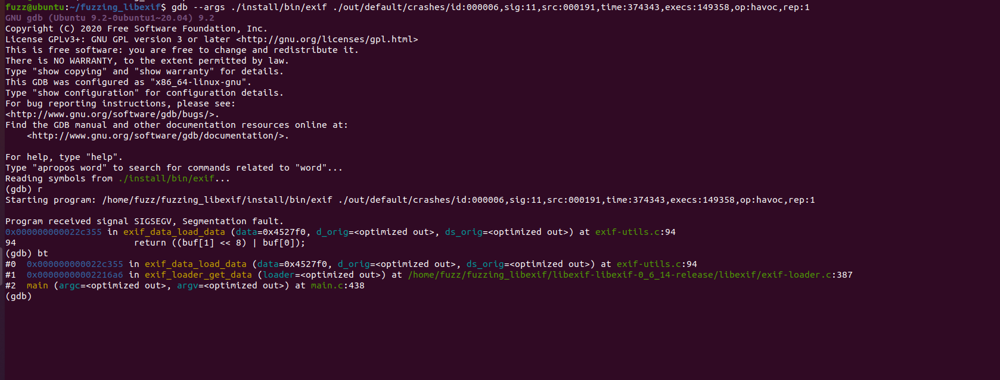 fuzz@ubuntu:~/fuzzing_libexif$ gdb --args ./install/bin/exif ./out/default/crashes/id:000006,sig:11,src:000191,time:374343,execs:149358,op:havoc,rep:1
GNU gdb (Ubuntu 9.2-0ubuntu1~20.04) 9.2
Copyright (C) 2020 Free Software Foundation, Inc.
License GPLv3+: GNU GPL version 3 or later <http://gnu.org/licenses/gpl.html>
This is free software: you are free to change and redistribute it.
There is NO WARRANTY, to the extent permitted by law.
Type "show copying" and "show warranty" for details.
This GDB was configured as "x86_64-linux-gnu".
Type "show configuration" for configuration details.
For bug reporting instructions, please see:
<http://www.gnu.org/software/gdb/bugs/>.
Find the GDB manual and other documentation resources online at:
    <http://www.gnu.org/software/gdb/documentation/>.

For help, type "help".
Type "apropos word" to search for commands related to "word"...
Reading symbols from ./install/bin/exif...
(gdb) r
Starting program: /home/fuzz/fuzzing_libexif/install/bin/exif ./out/default/crashes/id:000006,sig:11,src:000191,time:374343,execs:149358,op:havoc,rep:1

Program received signal SIGSEGV, Segmentation fault.
0x000000000022c355 in exif_data_load_data (data=0x4527f0, d_orig=<optimized out>, ds_orig=<optimized out>) at exif-utils.c:94
94                      return ((buf[1] << 8) | buf[0]);
(gdb) bt
#0  0x000000000022c355 in exif_data_load_data (data=0x4527f0, d_orig=<optimized out>, ds_orig=<optimized out>) at exif-utils.c:94
#1  0x00000000002216a6 in exif_loader_get_data (loader=<optimized out>) at /home/fuzz/fuzzing_libexif/libexif-libexif-0_6_14-release/libexif/exif-loader.c:387
#2  main (argc=<optimized out>, argv=<optimized out>) at main.c:438
(gdb)